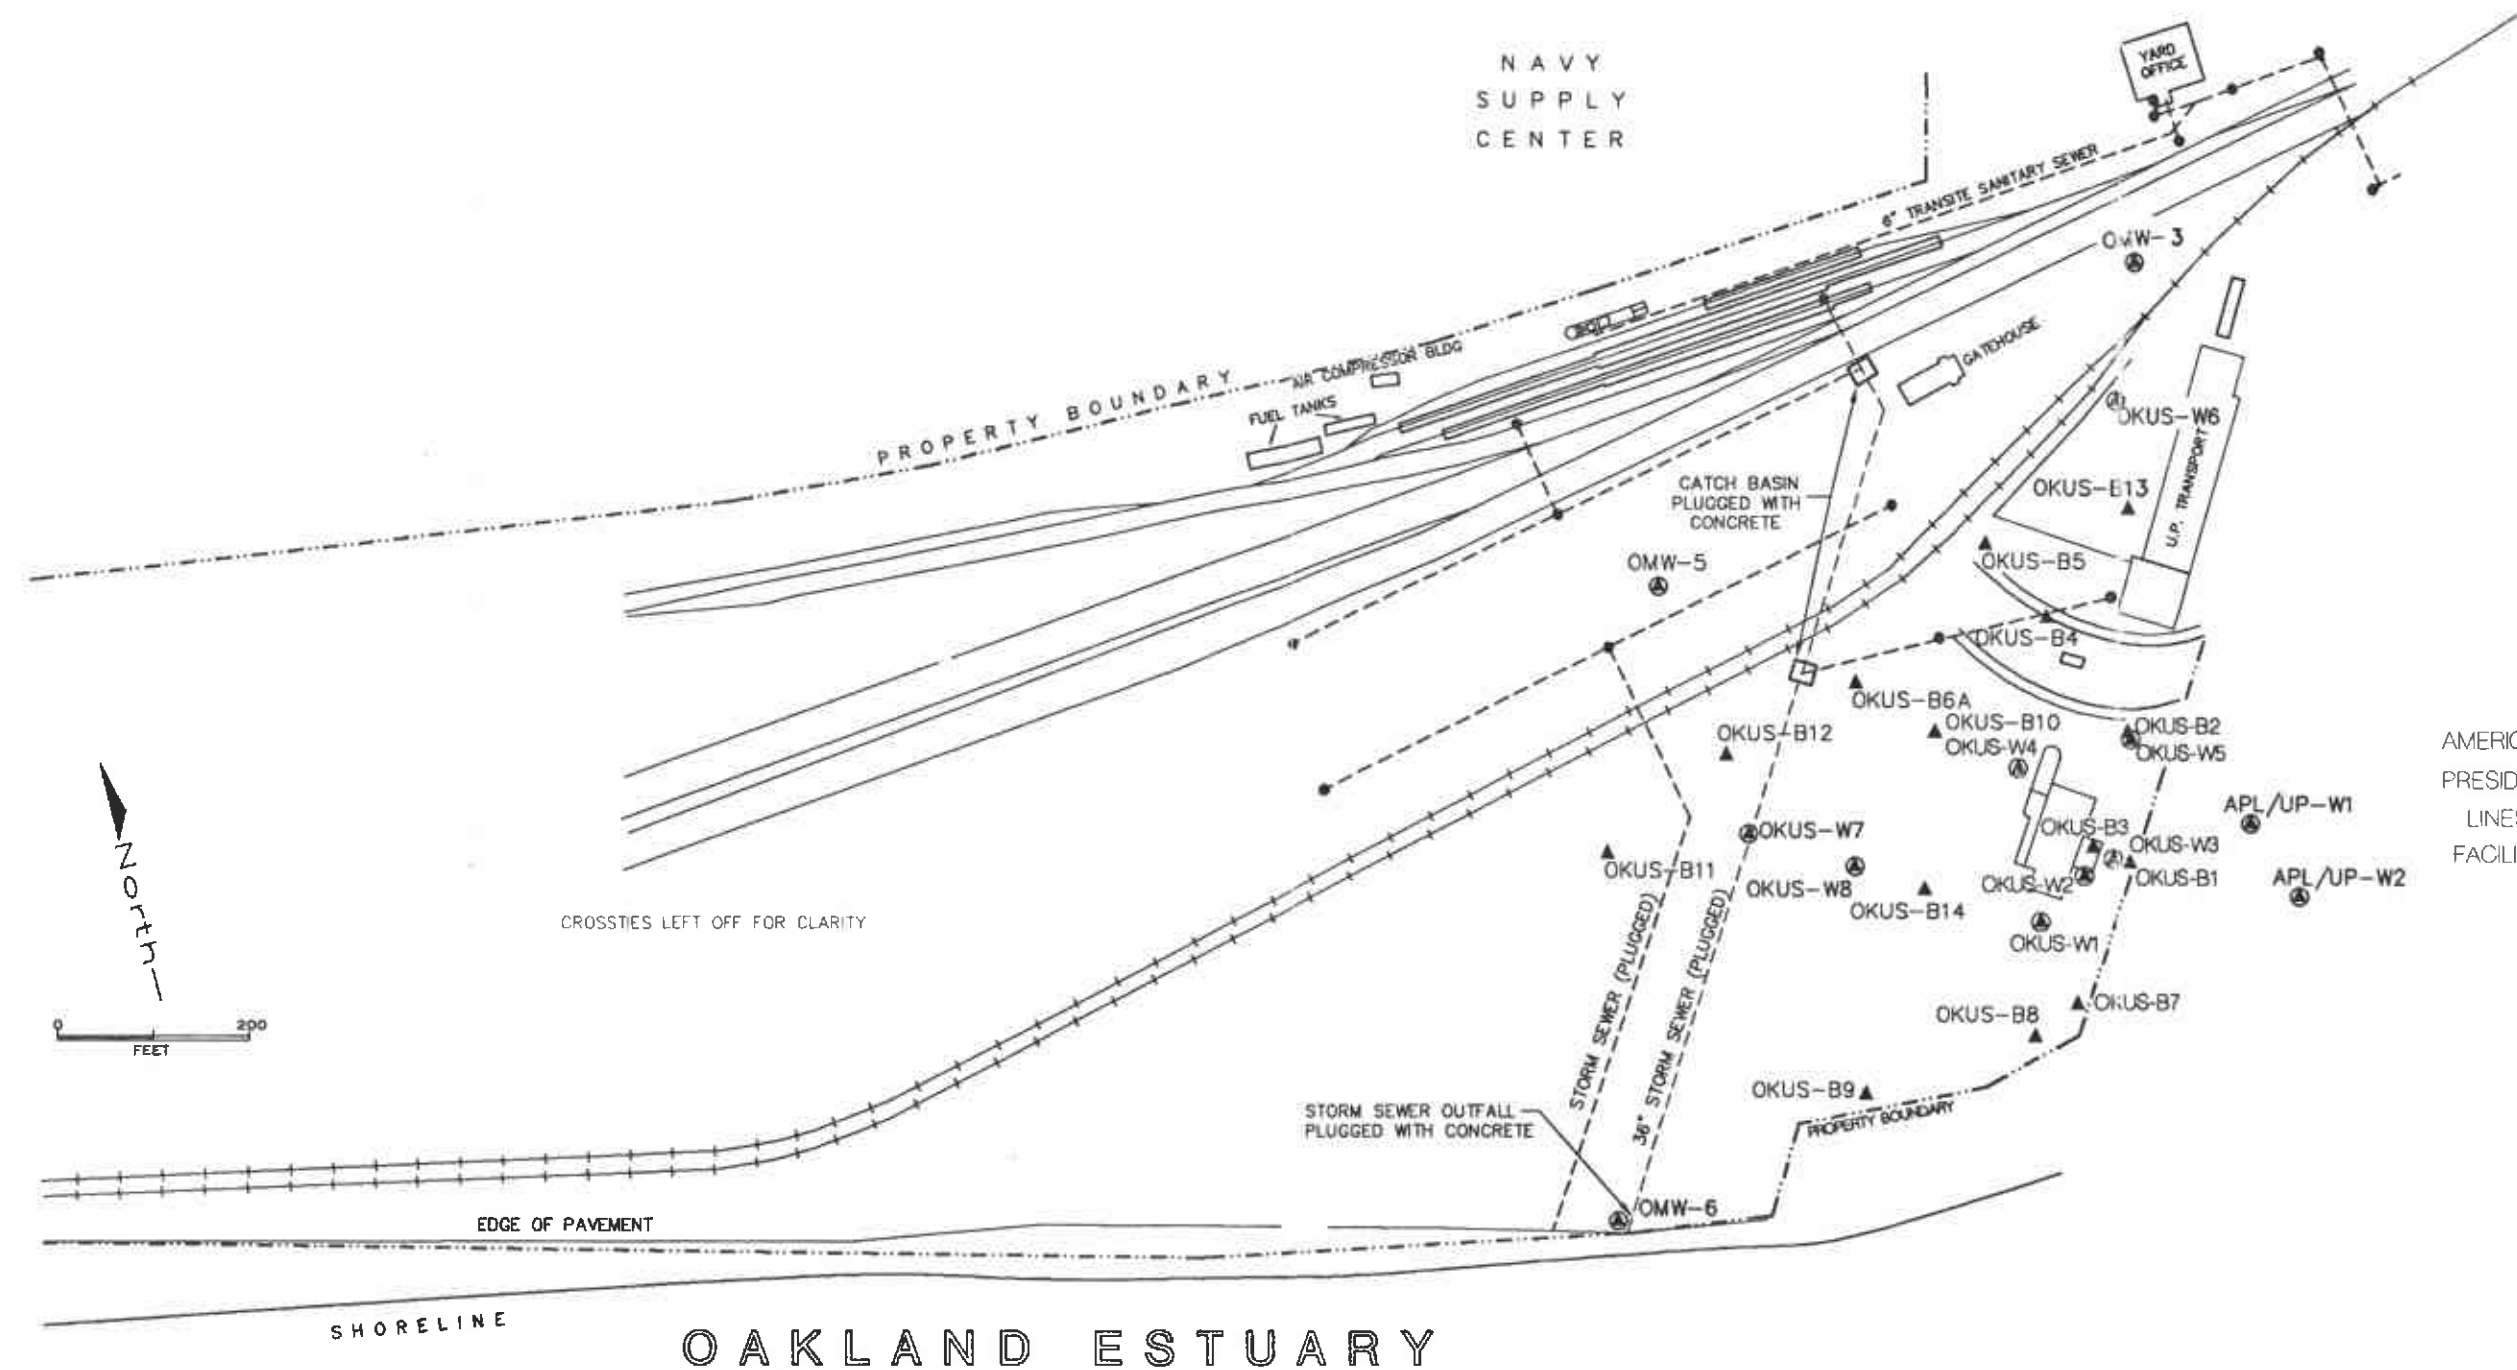 NAVY
SUPPLY
CENTER
YARD
OFFICE
6" TRANSITE SANITARY SEWER
OMW-3
GATEHOUSE
AIR COMPRESSOR BLDG
PROPERTY BOUNDARY
FUEL TANKS
OKUS-W6
U.P. TRANSPORT
CATCH BASIN
PLUGGED WITH
CONCRETE
OKUS-B13
OMW-5
OKUS-B5
OKUS-B4
OKUS-B6A
OKUS-B10
OKUS-B2
OKUS-B12
OKUS-W4
OKUS-W5
APL/UP-W1
OKUS-W7
OKUS-B3
OKUS-W3
OKUS-B11
OKUS-W8
OKUS-W2
OKUS-B1
APL/UP-W2
OKUS-B14
OKUS-W1
AMERIC
PRESID
LINES
FACILI
North
CROSSTIES LEFT OFF FOR CLARITY
0 200
FEET
STORM SEWER (PLUGGED)
36" STORM SEWER (PLUGGED)
OKUS-B7
OKUS-B8
OKUS-B9
STORM SEWER OUTFALL
PLUGGED WITH CONCRETE
PROPERTY BOUNDARY
OMW-6
EDGE OF PAVEMENT
SHORELINE
OAKLAND ESTUARY